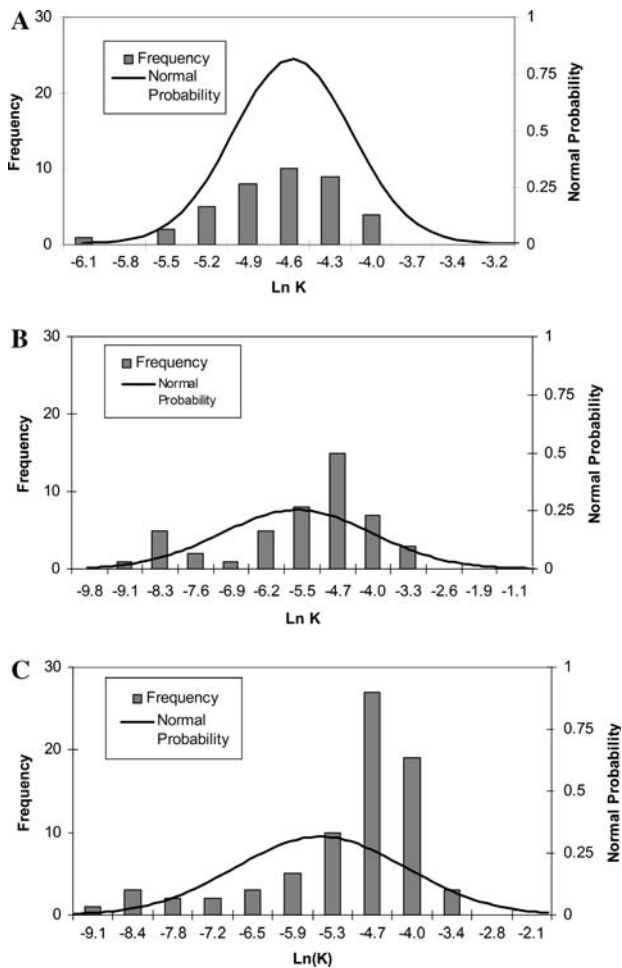 A
30
20
10
0
Frequency
Frequency
Normal
Probability
1
0.75
0.5
0.25
0
Normal Probability
-6.1 -5.8 -5.5 -5.2 -4.9 -4.6 -4.3 -4.0 -3.7 -3.4 -3.2
Ln K
B
30
20
10
0
Frequency
Frequency
Normal
Probability
1
0.75
0.5
0.25
0
Normal Probability
-9.8 -9.1 -8.3 -7.6 -6.9 -6.2 -5.5 -4.7 -4.0 -3.3 -2.6 -1.9 -1.1
Ln K
C
30
20
10
0
Frequency
Frequency
Normal
Probability
1
0.75
0.5
0.25
0
Normal Probability
-9.1 -8.4 -7.8 -7.2 -6.5 -5.9 -5.3 -4.7 -4.0 -3.4 -2.8 -2.1
Ln(K)